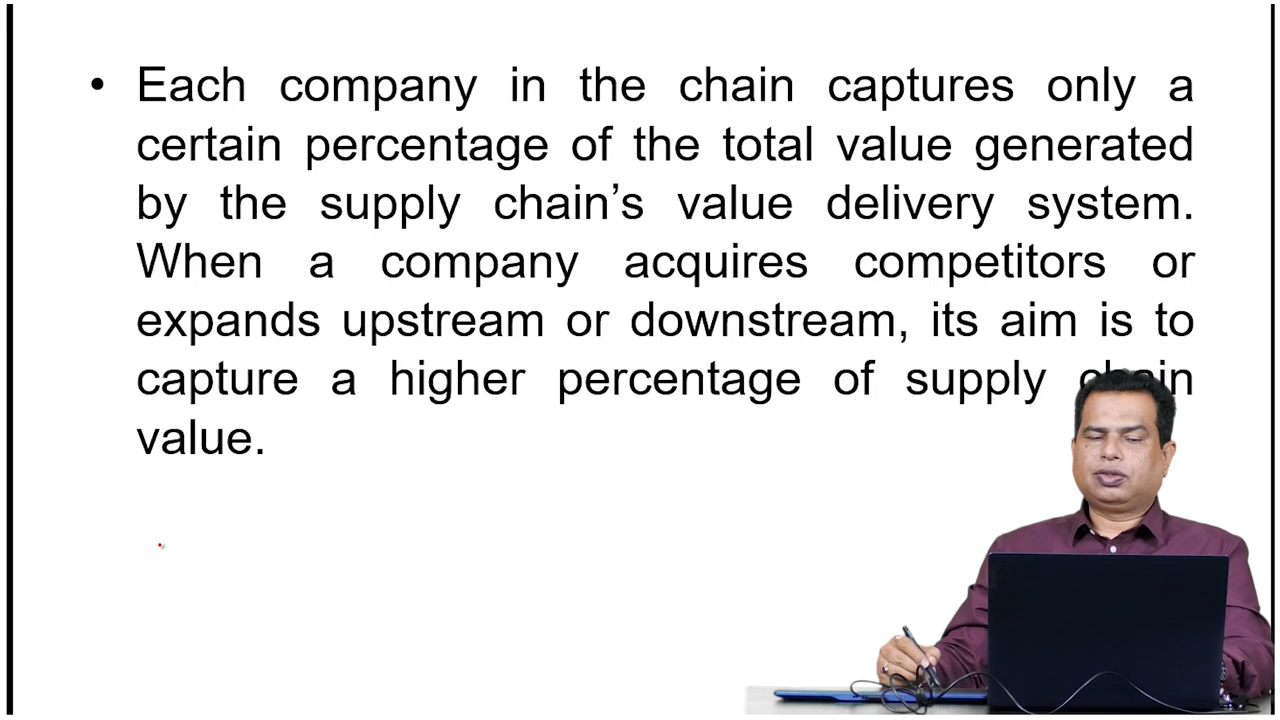 • Each company in the chain captures only a
certain percentage of the total value generated
by the supply chain’s value delivery system.
When a company acquires competitors or
expands upstream or downstream, its aim is to
capture a higher percentage of supply chain
value.